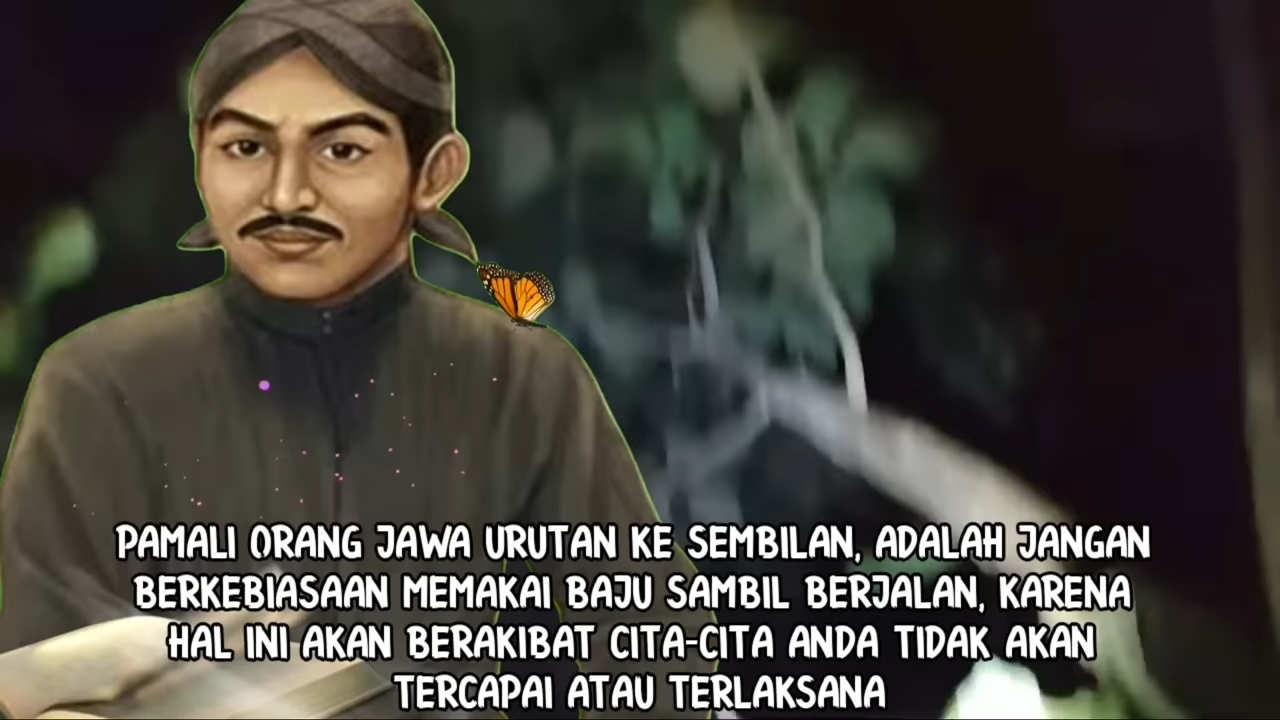 PAMALI ORANG JAWA URUTAN KE SEMBILAN, ADALAH JANGAN
BERKEBIASAAN MEMAKAI BAJU SAMBIL BERJALAN, KARENA
HAL INI AKAN BERAKIBAT CITA-CITA ANDA TIDAK AKAN
TERCAPAI ATAU TERLAKSANA